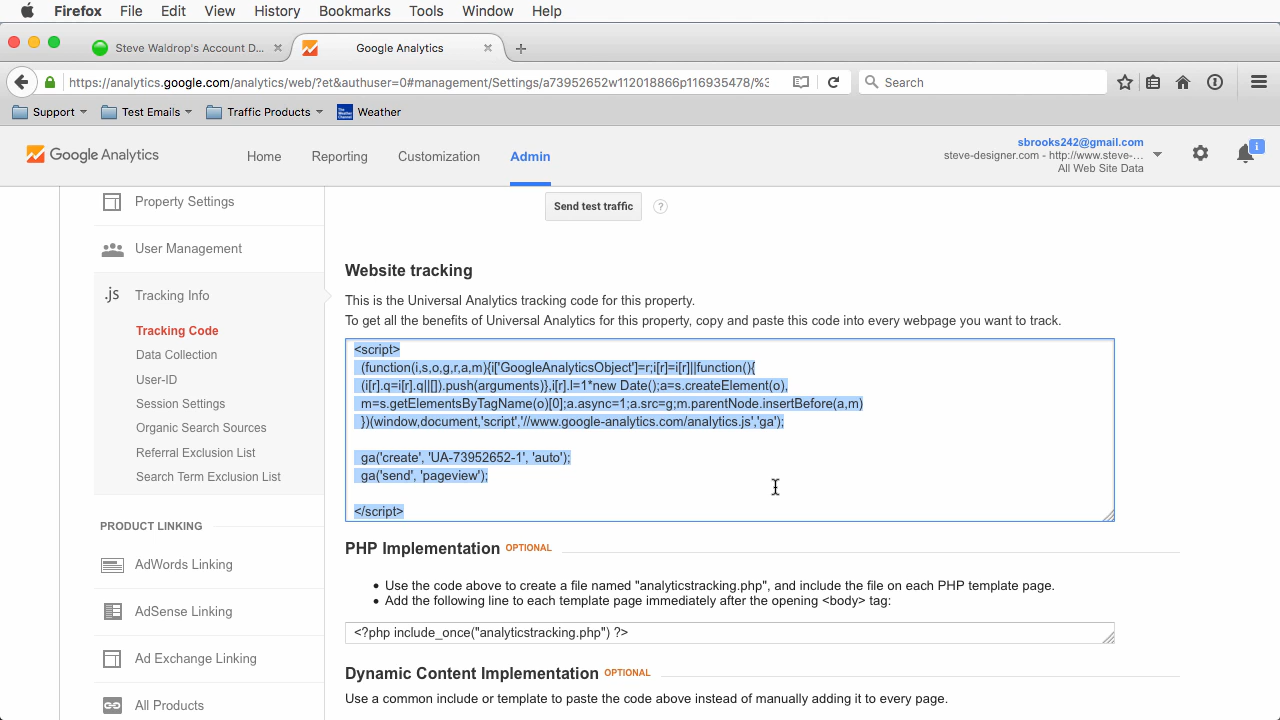 Firefox File Edit View History Bookmarks Tools Window Help
Steve Waldrop's Account D... × Google Analytics × +
https://analytics.google.com/analytics/web/?et&authuser=0#management/Settings/a73952652w112018866p116935478/%3
Search
Support Test Emails Traffic Products Weather
Google Analytics Home Reporting Customization Admin
sbrooks242@gmail.com
steve-designer.com - http://www.steve-...
All Web Site Data
i
Property Settings
User Management
.js Tracking Info
Tracking Code
Data Collection
User-ID
Session Settings
Organic Search Sources
Referral Exclusion List
Search Term Exclusion List
PRODUCT LINKING
AdWords Linking
AdSense Linking
Ad Exchange Linking
All Products
Send test traffic ?
Website tracking
This is the Universal Analytics tracking code for this property.
To get all the benefits of Universal Analytics for this property, copy and paste this code into every webpage you want to track.
<script>
(function(i,s,o,g,r,a,m){i['GoogleAnalyticsObject']=r;i[r]=i[r]||function(){
(i[r].q=i[r].q||[]).push(arguments)},i[r].l=1*new Date();a=s.createElement(o),
m=s.getElementsByTagName(o)[0];a.async=1;a.src=g;m.parentNode.insertBefore(a,m)
})(window,document,'script','//www.google-analytics.com/analytics.js','ga');
ga('create', 'UA-73952652-1', 'auto');
ga('send', 'pageview');
</script>
PHP Implementation OPTIONAL
• Use the code above to create a file named "analyticstracking.php", and include the file on each PHP template page.
• Add the following line to each template page immediately after the opening <body> tag:
<?php include_once("analyticstracking.php") ?>
Dynamic Content Implementation OPTIONAL
Use a common include or template to paste the code above instead of manually adding it to every page.